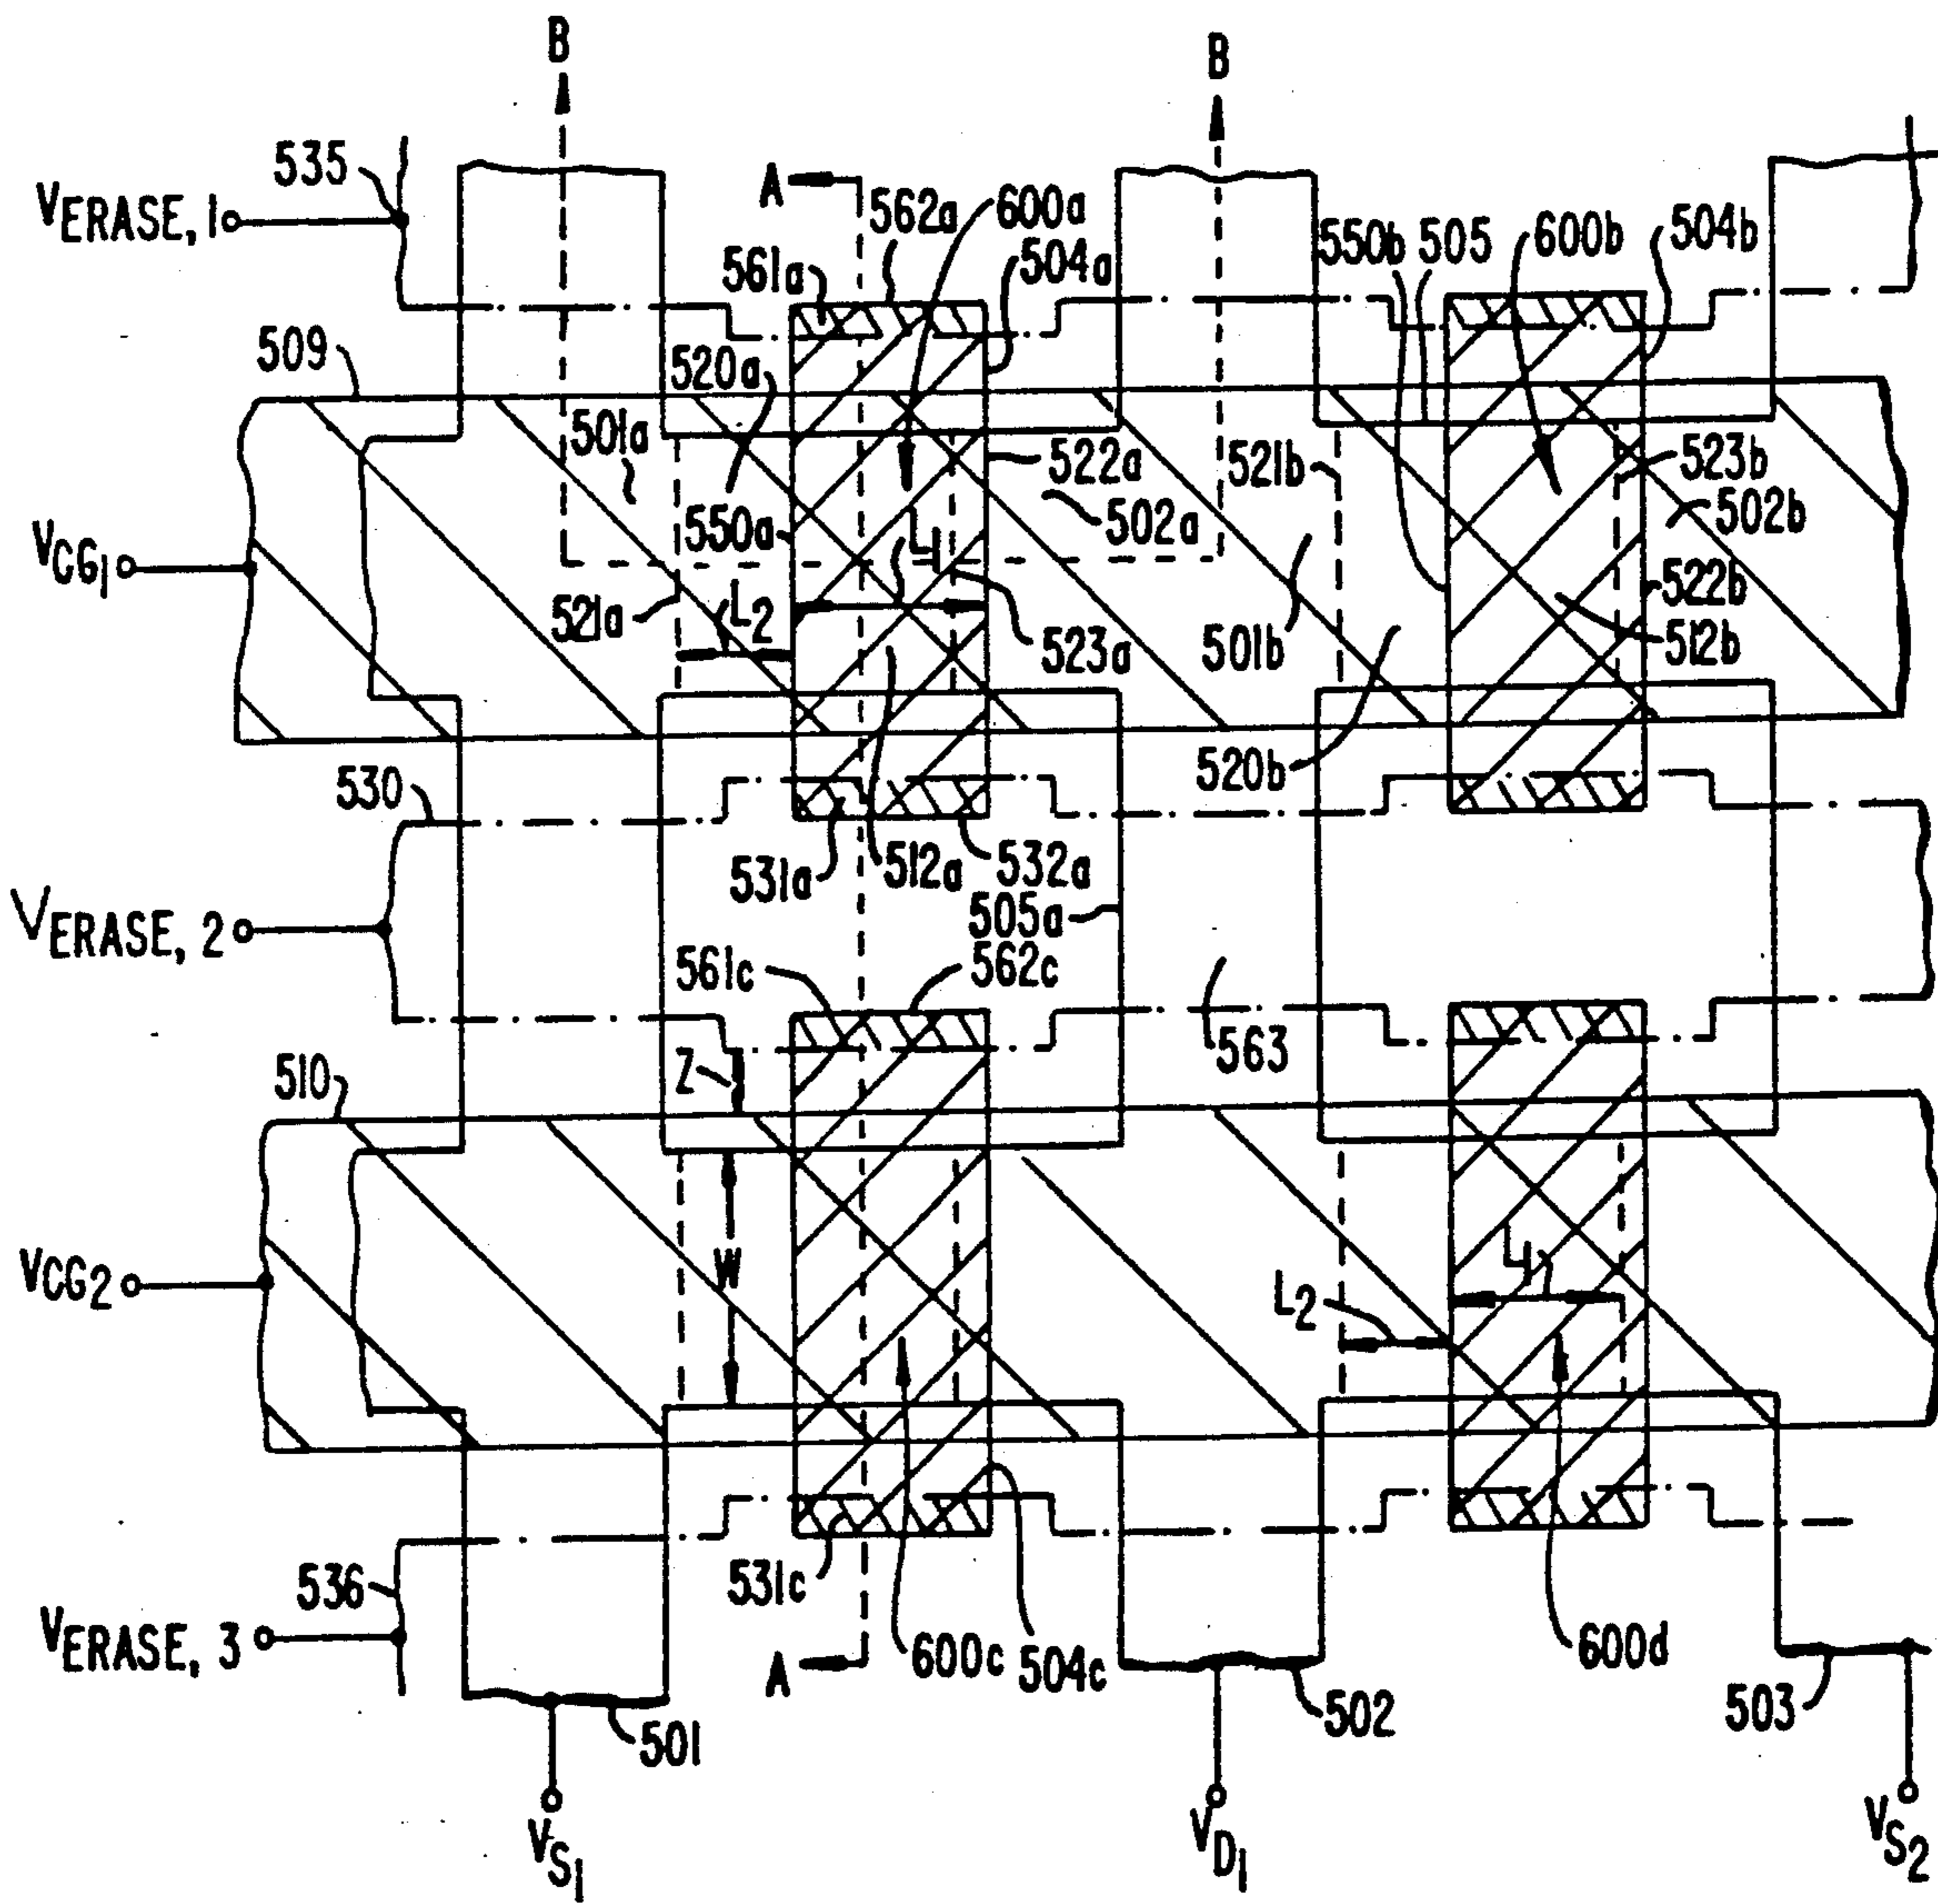 B
B
535
A
562a
600a
504b
VERASE, 1
550b
505
600b
561a
504a
509
520a
501a
522a
521b
523b
502a
502b
550a
L1
VCG1
521a
L2
523a
501b
522b
512b
530
520b
531a
512a
532a
505a
VERASE, 2
561c
562c
563
510
Z
VCG2
W
L2
L1
536
531c
VERASE, 3
A
600c
504c
600d
501
502
503
VS1
VD1
VS2